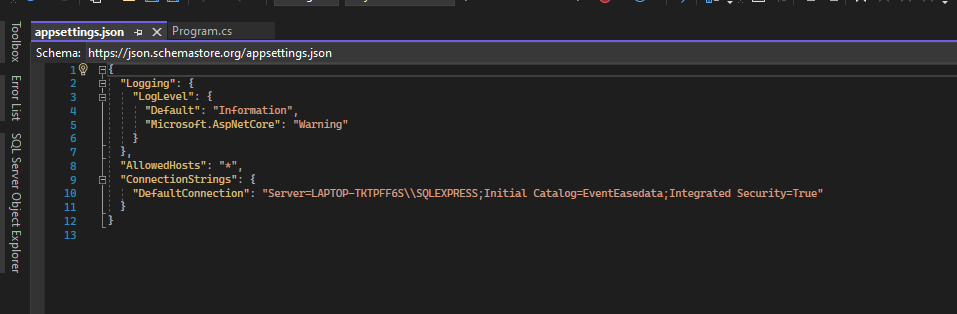 appsettings.json
Program.cs
Schema: https://json.schemastore.org/appsettings.json
Toolbox
Error List
SQL Server Object Explorer
1 {
2 "Logging": {
3 "LogLevel": {
4 "Default": "Information",
5 "Microsoft.AspNetCore": "Warning"
6 }
7 },
8 "AllowedHosts": "*",
9 "ConnectionStrings": {
10 "DefaultConnection": "Server=LAPTOP-TKTPFF6S\\SQLEXPRESS;Initial Catalog=EventEasedata;Integrated Security=True"
11 }
12 }
13